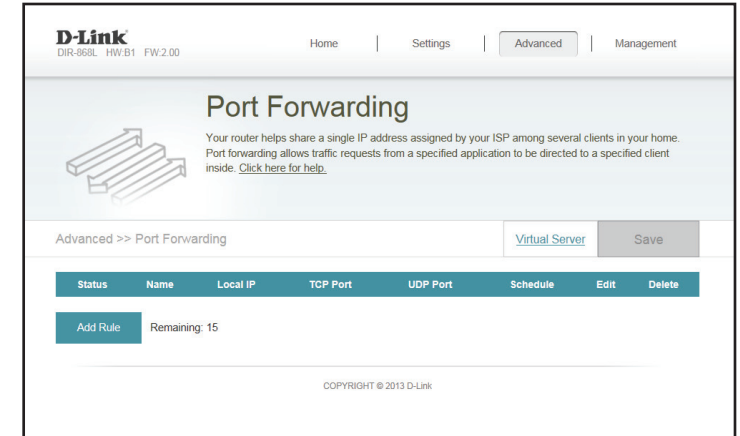 D-Link
DIR-868L HW:B1 FW:2.00
Home
Settings
Advanced
Management
Port Forwarding
Your router helps share a single IP address assigned by your ISP among several clients in your home.
Port forwarding allows traffic requests from a specified application to be directed to a specified client
inside. Click here for help.
Advanced >> Port Forwarding
Virtual Server
Save
Status Name Local IP TCP Port UDP Port Schedule Edit Delete
Add Rule
Remaining: 15
COPYRIGHT © 2013 D-Link